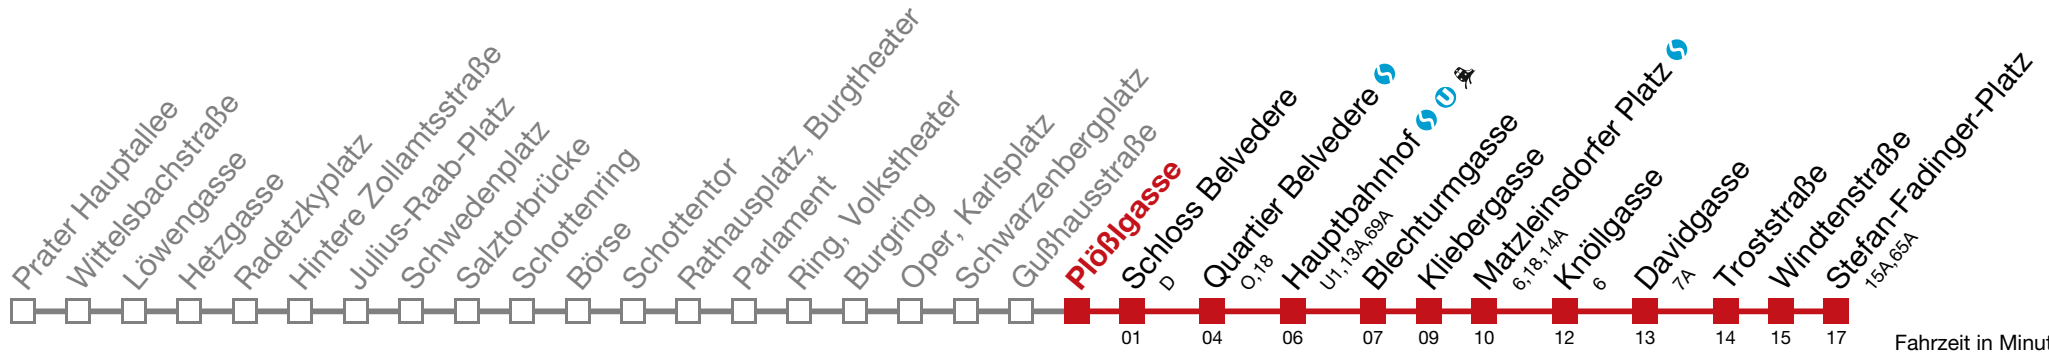 Prater Hauptallee
Wittelsbachstraße
Löwengasse
Hetzgasse
Radetzkyplatz
Hintere Zollamtsstraße
Julius-Raab-Platz
Schwedenplatz
Salztorbrücke
Schottenring
Börse
Schottentor
Rathausplatz, Burgtheater
Parlament
Ring, Volkstheater
Burgring
Oper, Karlsplatz
Schwarzenbergplatz
Gußhausstraße
Plößlgasse
Schloss Belvedere
D
Quartier Belvedere S
O, 18
Hauptbahnhof S U
U1,13A,69A
Blechturmgasse
Kliebergasse
Matzleinsdorfer Platz S
6,18,14A
Knöllgasse
6
Davidgasse
7A
Troststraße
Windtenstraße
Stefan-Fadinger-Platz
15A,65A
01 04 06 07 09 10 12 13 14 15 17
Fahrzeit in Minut